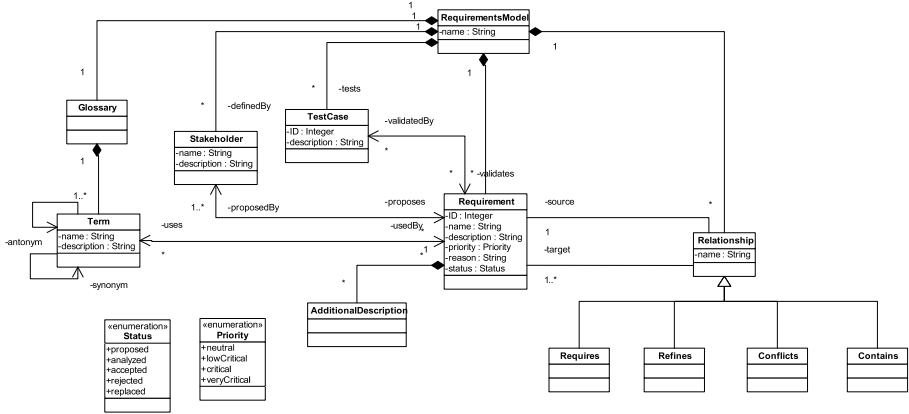 1
RequirementsModel
-name : String
1
1
1
1
1
*
-definedBy
*
-tests
Glossary
1
Stakeholder
-name : String
-description : String
TestCase
-ID : Integer
-description : String
-validatedBy
*
*
*
-validates
1..*
1..*
-proposedBy
-proposes
Term
-name : String
-description : String
-antonym
-synonym
-uses
*
-usedBy
*
Requirement
-ID : Integer
-name : String
-description : String
-priority : Priority
-reason : String
-status : Status
*
1
*
-source
1
*
-target
1..*
Relationship
-name : String
AdditionalDescription
«enumeration»
Status
+proposed
+analyzed
+accepted
+rejected
+replaced
«enumeration»
Priority
+neutral
+lowCritical
+critical
+veryCritical
Requires
Refines
Conflicts
Contains